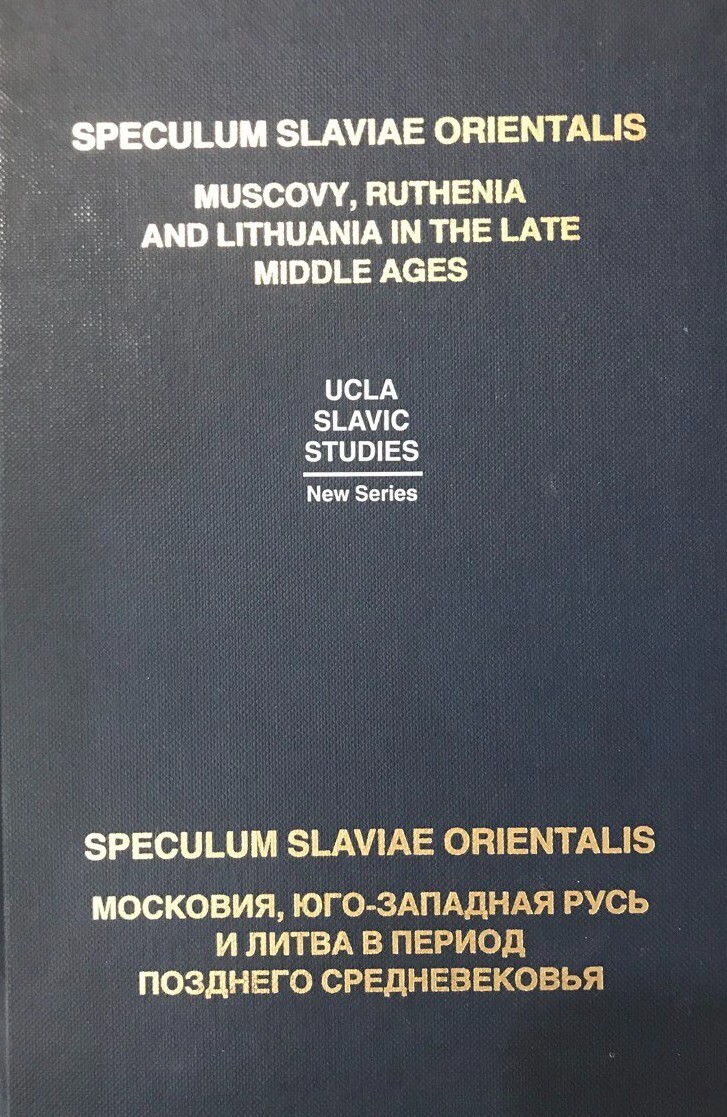 SPECULUM SLAVIAE ORIENTALIS
MUSCOVY, RUTHENIA
AND LITHUANIA IN THE LATE
MIDDLE AGES
UCLA
SLAVIC
STUDIES
New Series
SPECULUM SLAVIAE ORIENTALIS
МОСКОВИЯ, ЮГО-ЗАПАДНАЯ РУСЬ
И ЛИТВА В ПЕРИОД
ПОЗДНЕГО СРЕДНЕВЕКОВЬЯ